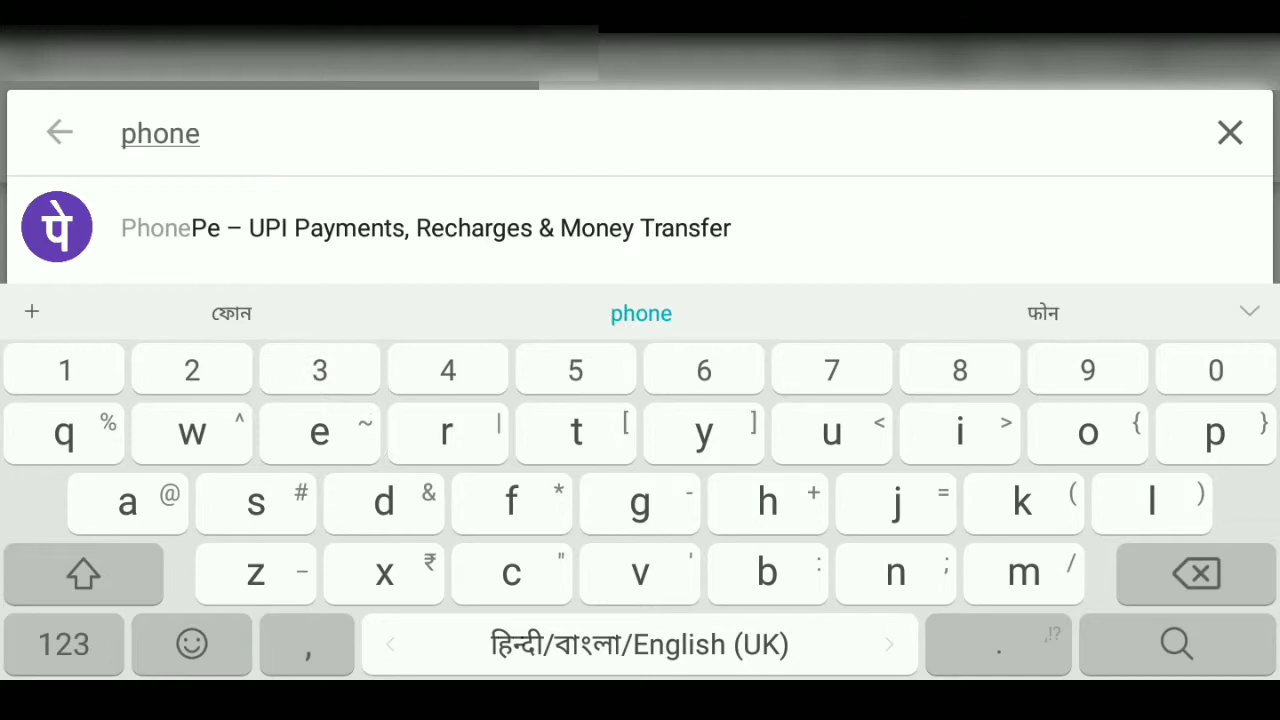 phone
पे PhonePe – UPI Payments, Recharges & Money Transfer
+ ফোন phone फोन
1 2 3 4 5 6 7 8 9 0
q % w ^ e ~ r | t [ y ] u < i > o { p }
a @ s # d & f * g - h + j = k ( l )
z _ x ₹ c " v ' b : n ; m /
123 , हिन्दी/বাংলা/English (UK) . ,!?